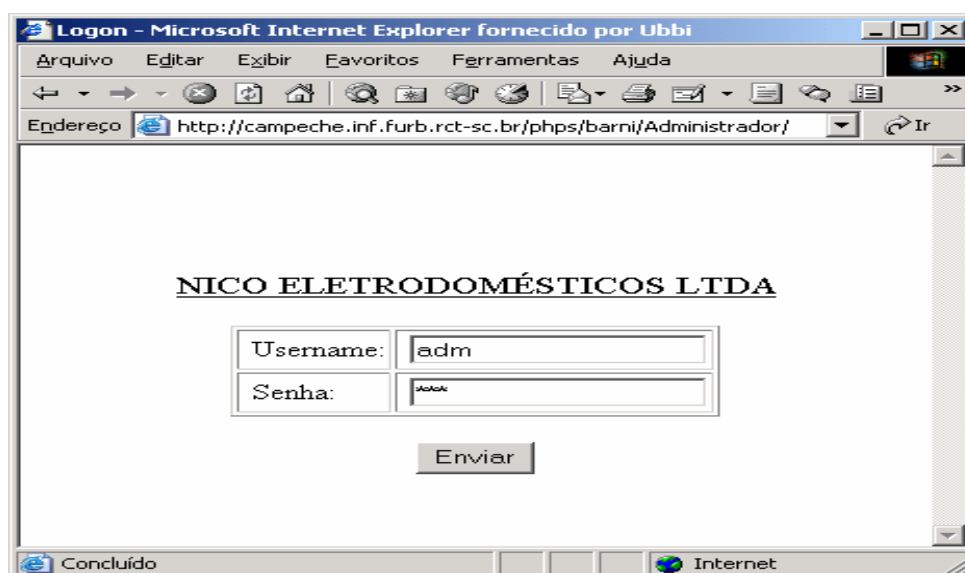 Logon - Microsoft Internet Explorer fornecido por Ubbi
Arquivo Editar Exibir Favoritos Ferramentas Ajuda
Endereço http://campeche.inf.furb.rct-sc.br/phps/barni/Administrador/ Ir
NICO ELETRODOMÉSTICOS LTDA
Username: adm
Senha: ***
Enviar
Concluído Internet